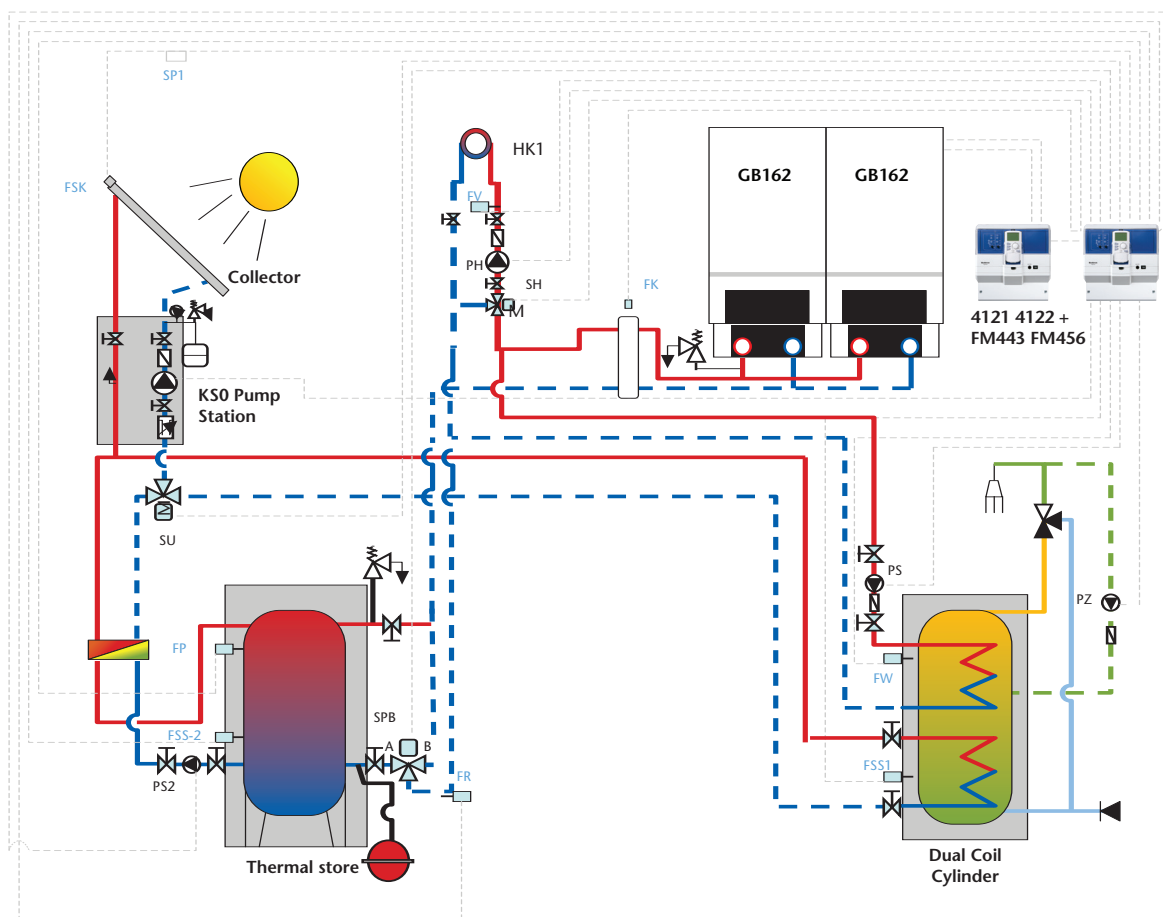 SP1
HK1
GB162
GB162
FSK
FV
Collector
PH
SH
FK
M
4121 4122 +
FM443 FM456
KS0 Pump
Station
M
SU
PS
PZ
FP
FW
SPB
FSS-2
A
B
PS2
FR
FSS1
Thermal store
Dual Coil
Cylinder